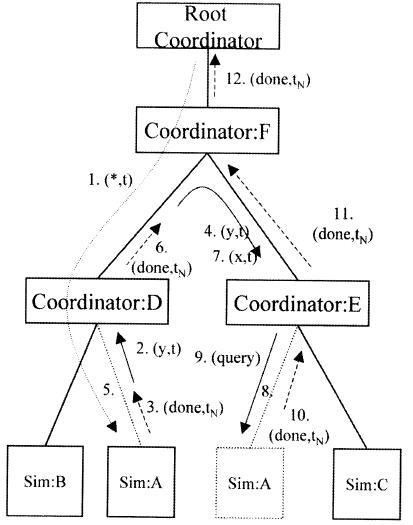 Root
Coordinator
12. (done,tN)
Coordinator:F
1. (*,t)
11.
(done,tN)
4. (y,t)
7. (x,t)
6.
(done,tN)
Coordinator:D
Coordinator:E
2. (y,t)
9. (query)
5.
8.
3. (done,tN)
10.
(done,tN)
Sim:B
Sim:A
Sim:A
Sim:C